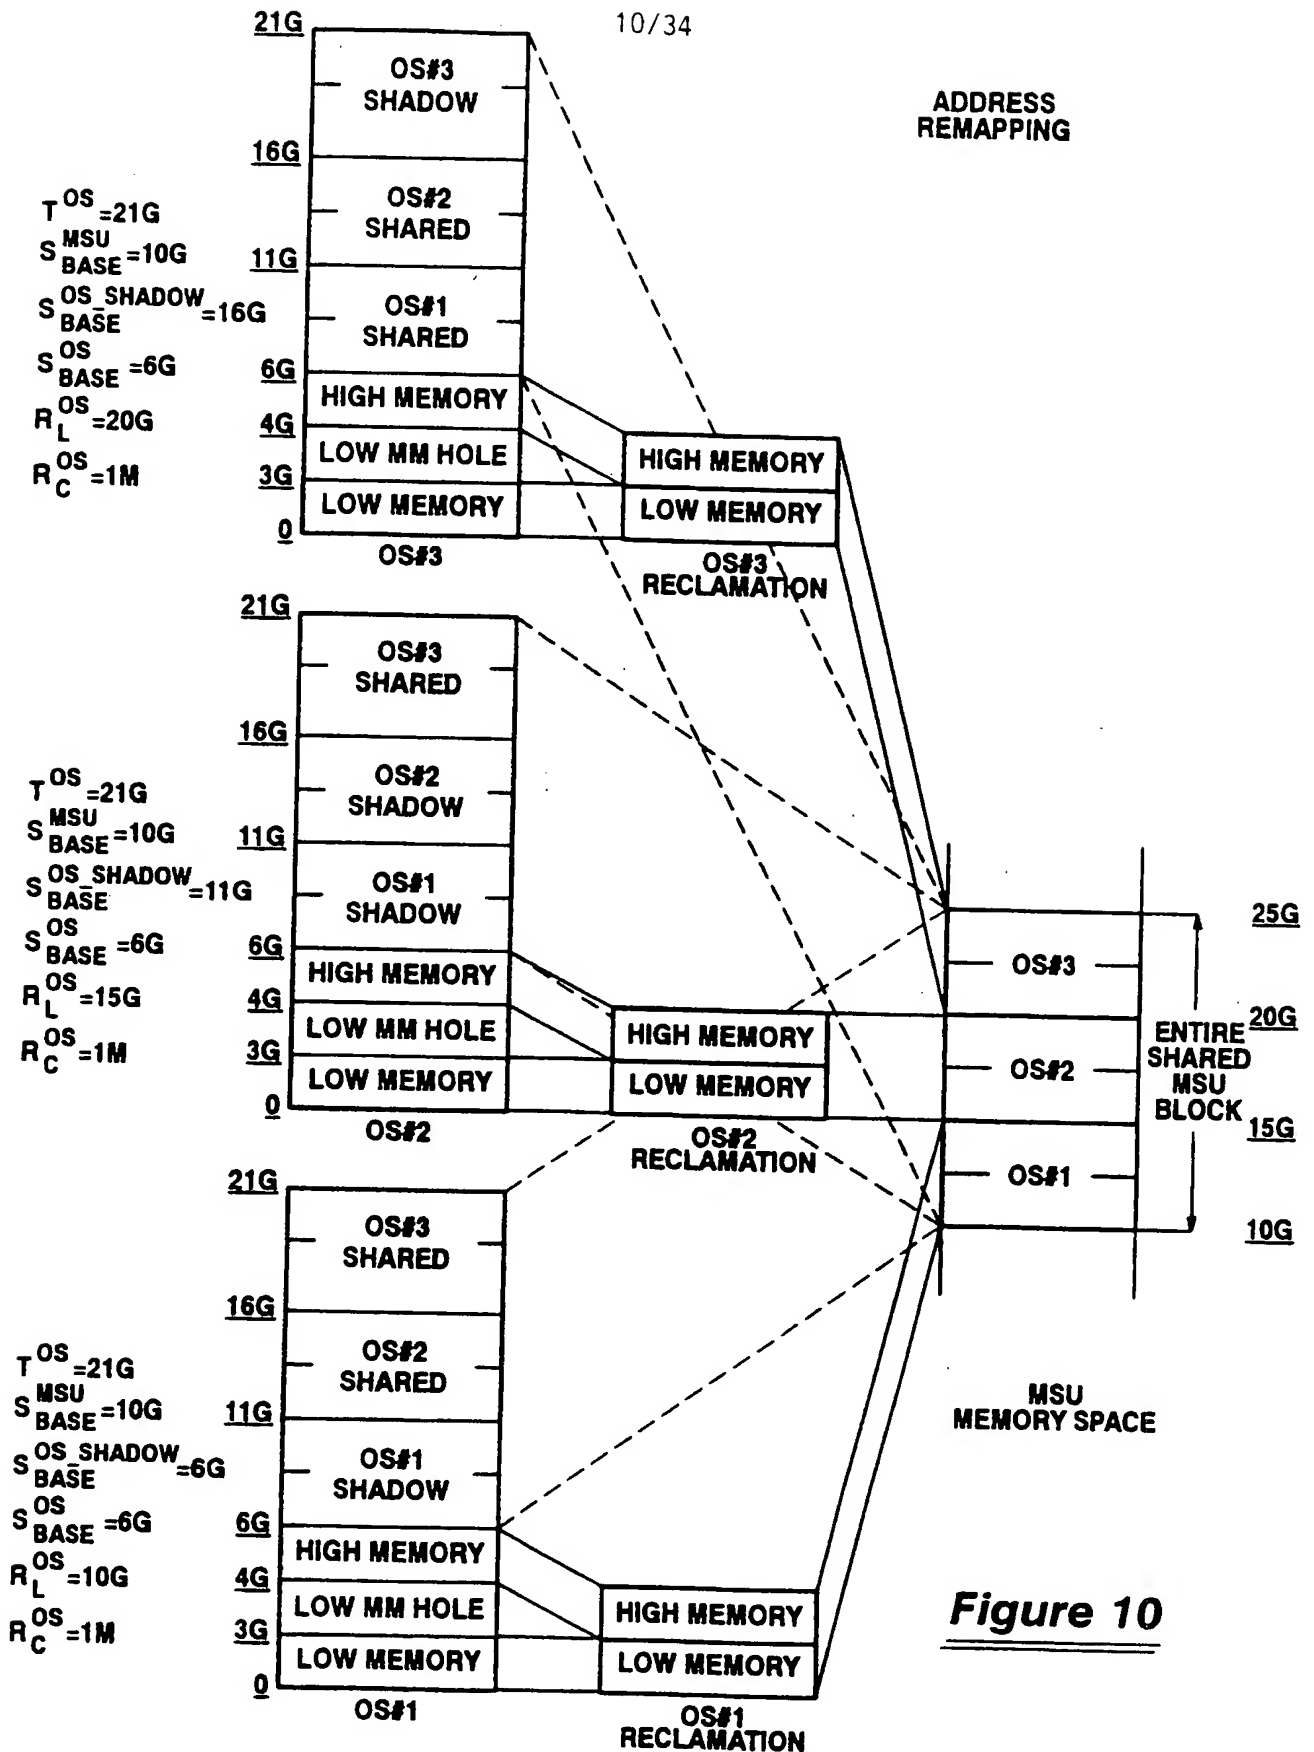 10/34
ADDRESS
REMAPPING
21G
OS#3
SHADOW
16G
OS#2
SHARED
11G
OS#1
SHARED
6G
HIGH MEMORY
4G
LOW MM HOLE
3G
LOW MEMORY
0
OS#3
T OS =21G
S MSU BASE =10G
S OS_SHADOW BASE =16G
S OS BASE =6G
R OS L =20G
R OS C =1M
HIGH MEMORY
LOW MEMORY
OS#3
RECLAMATION
21G
OS#3
SHARED
16G
OS#2
SHADOW
11G
OS#1
SHADOW
6G
HIGH MEMORY
4G
LOW MM HOLE
3G
LOW MEMORY
0
OS#2
T OS =21G
S MSU BASE =10G
S OS_SHADOW BASE =11G
S OS BASE =6G
R OS L =15G
R OS C =1M
HIGH MEMORY
LOW MEMORY
OS#2
RECLAMATION
25G
OS#3
20G
ENTIRE
SHARED
MSU
BLOCK
OS#2
15G
OS#1
10G
MSU
MEMORY SPACE
21G
OS#3
SHARED
16G
OS#2
SHARED
11G
OS#1
SHADOW
6G
HIGH MEMORY
4G
LOW MM HOLE
3G
LOW MEMORY
0
OS#1
T OS =21G
S MSU BASE =10G
S OS_SHADOW BASE =6G
S OS BASE =6G
R OS L =10G
R OS C =1M
HIGH MEMORY
LOW MEMORY
OS#1
RECLAMATION
Figure 10